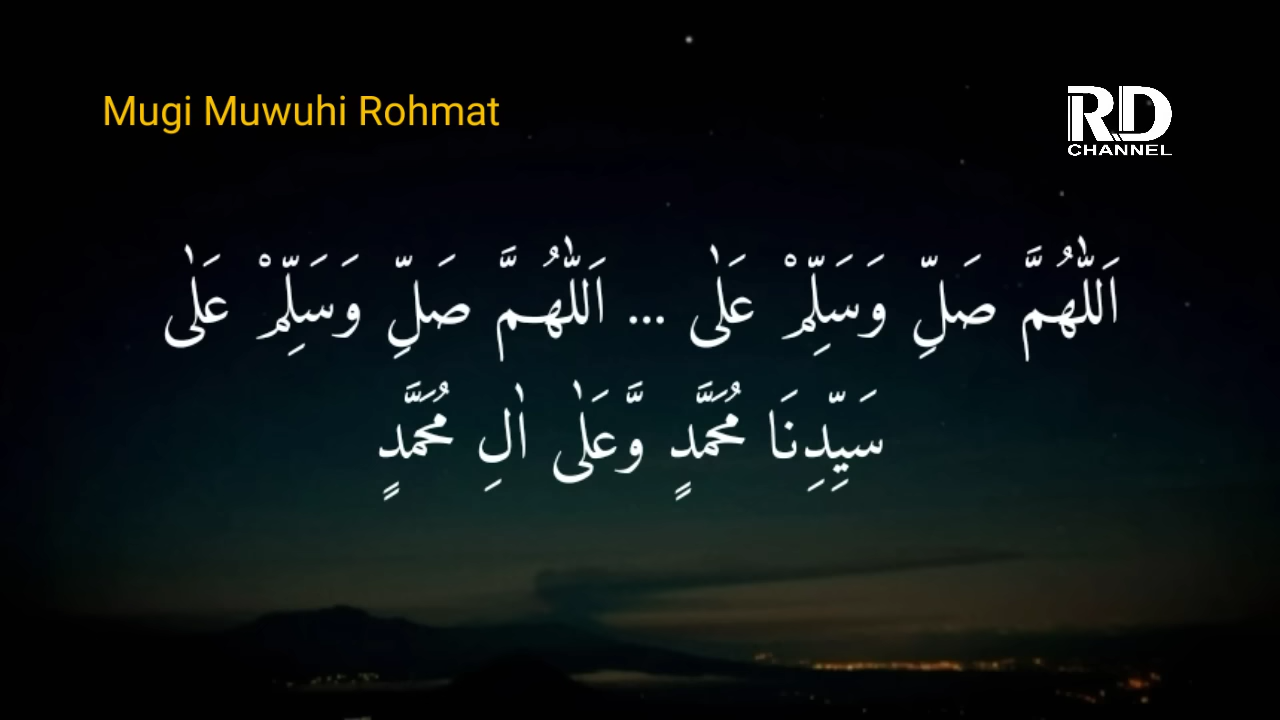 Mugi Muwuhi Rohmat
RD
CHANNEL
اَللّٰهُمَّ صَلِّ وَسَلِّمْ عَلٰى ... اَللّٰهُمَّ صَلِّ وَسَلِّمْ عَلٰى
سَيِّدِنَا مُحَمَّدٍ وَّعَلٰى اٰلِ مُحَمَّدٍ